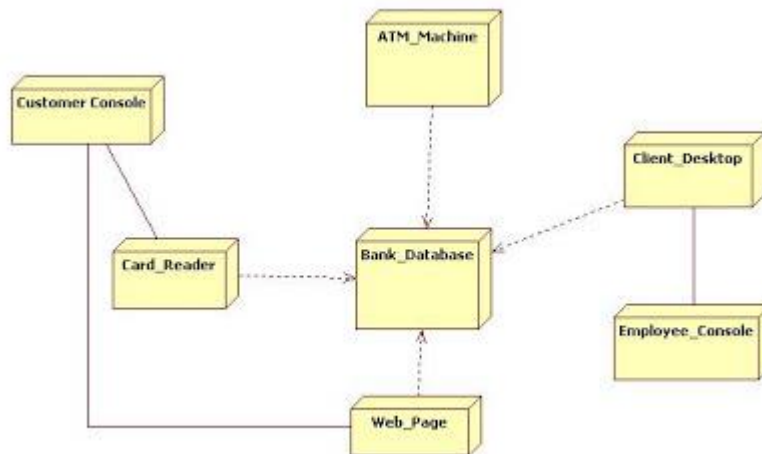 ATM_Machine
Customer Console
Client_Desktop
Card_Reader
Bank_Database
Employee_Console
Web_Page